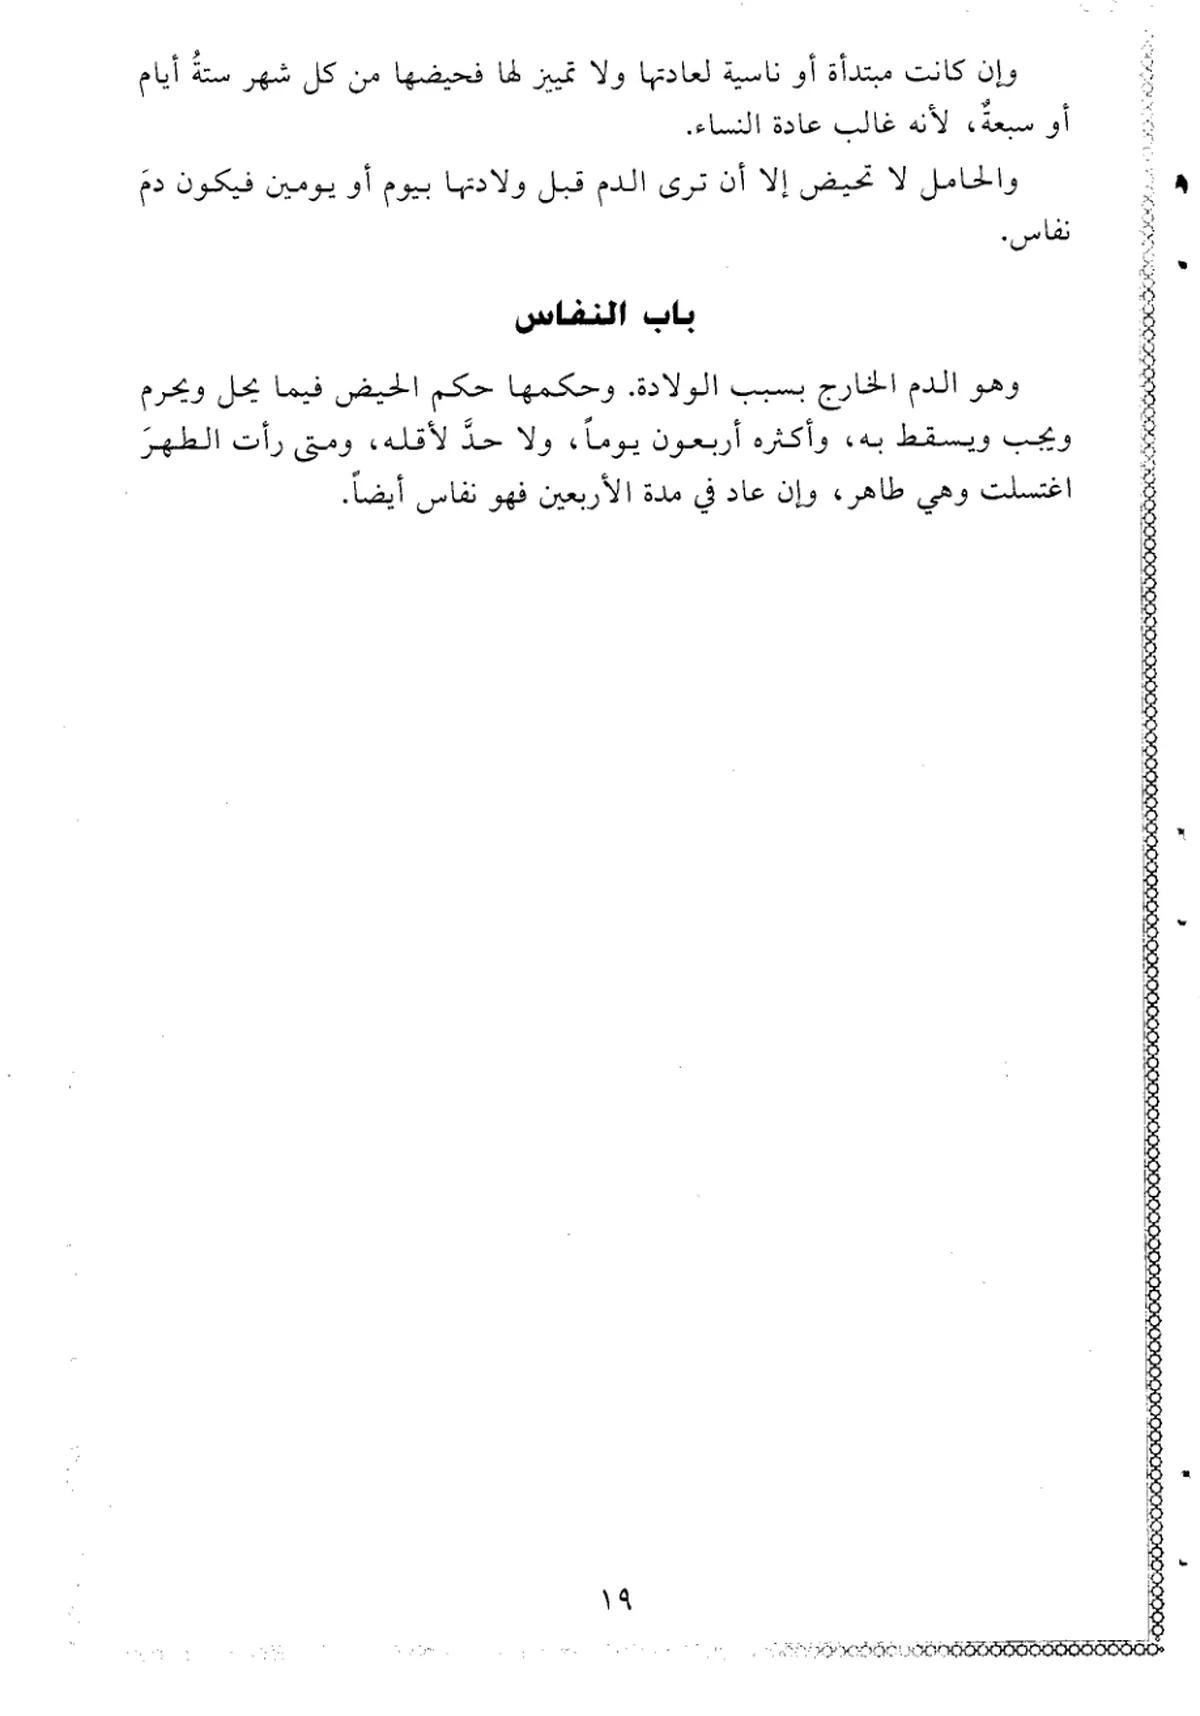 وإن كانت مبتدأة أو ناسية لعادتها ولا تمييز لها فحيضها من كل شهر ستةُ أيام
أو سبعةٌ، لأنه غالب عادة النساء.
والحامل لا تحيض إلا أن ترى الدم قبل ولادتها بيوم أو يومين فيكون دمَ
نفاس.
باب النفاس
وهو الدم الخارج بسبب الولادة. وحكمها حكم الحيض فيما يحل ويحرم
ويجب ويسقط به، وأكثره أربعون يوماً، ولا حدَّ لأقله، ومتى رأت الطهرَ
اغتسلت وهي طاهر، وإن عاد في مدة الأربعين فهو نفاس أيضاً.
١٩